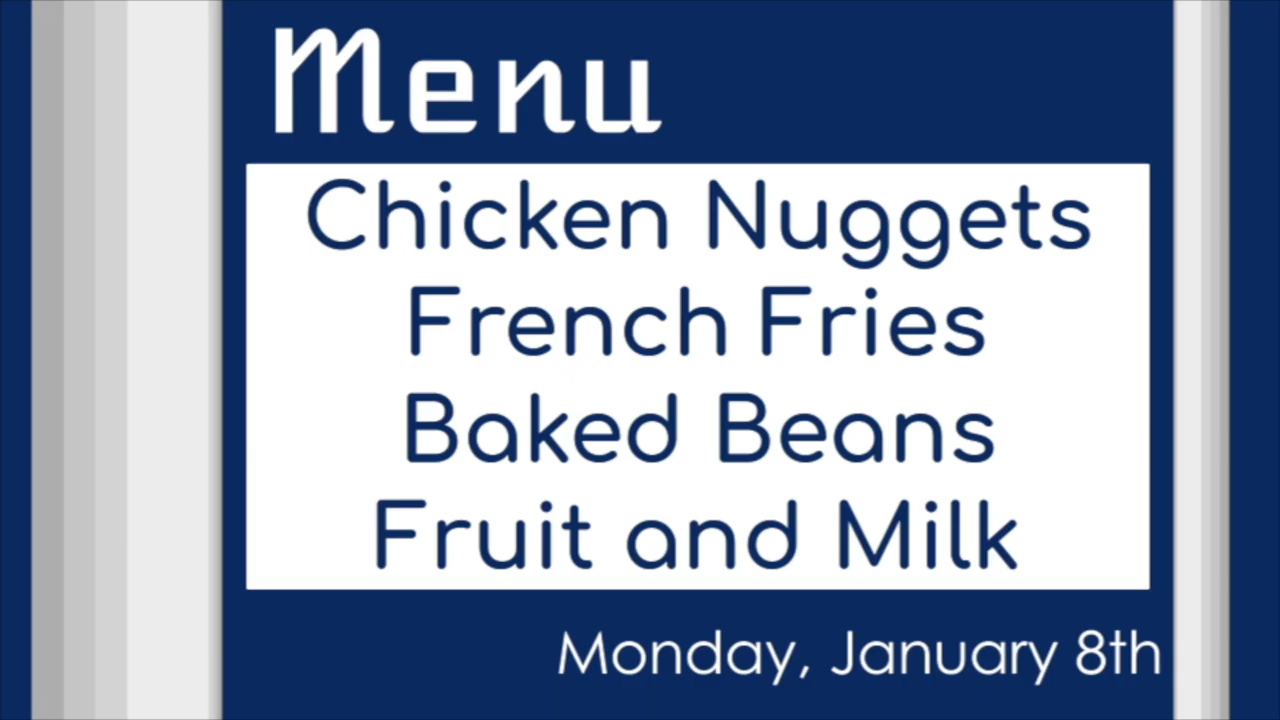 Menu
Chicken Nuggets
French Fries
Baked Beans
Fruit and Milk
Monday, January 8th